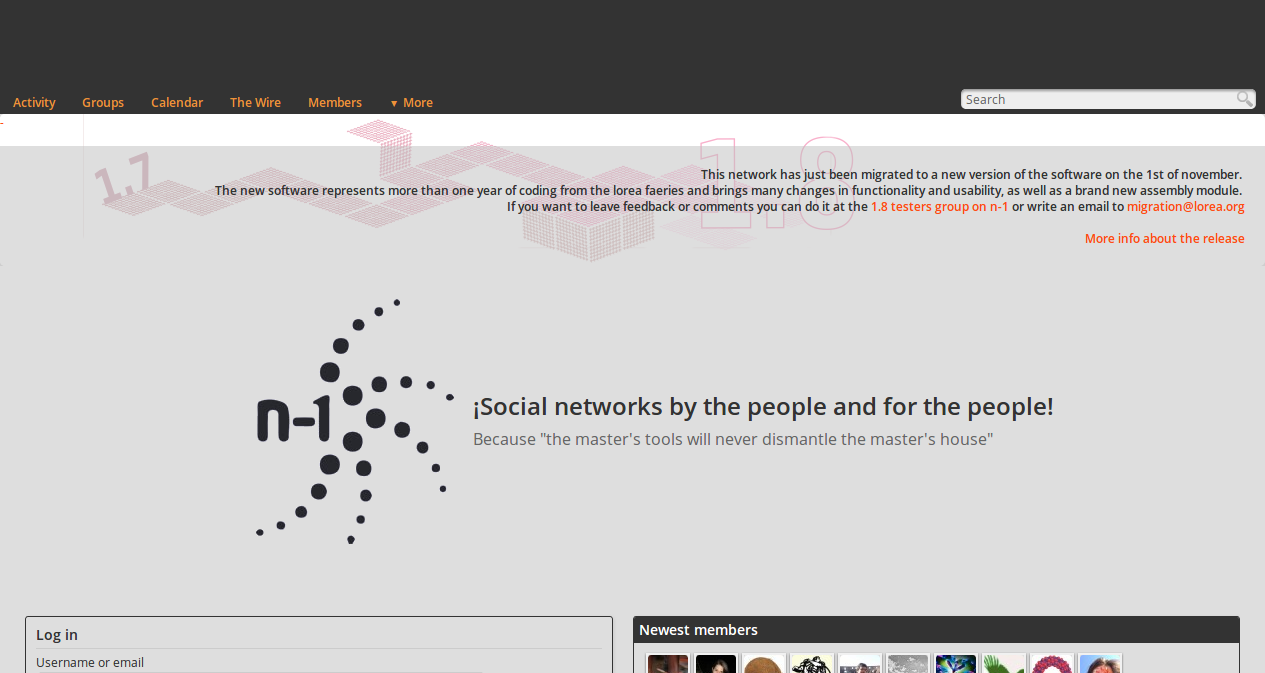 Activity Groups Calendar The Wire Members ▼ More Search
-
1.7 1.8
This network has just been migrated to a new version of the software on the 1st of november.
The new software represents more than one year of coding from the lorea faeries and brings many changes in functionality and usability, as well as a brand new assembly module.
If you want to leave feedback or comments you can do it at the 1.8 testers group on n-1 or write an email to migration@lorea.org
More info about the release
n-1
¡Social networks by the people and for the people!
Because "the master's tools will never dismantle the master's house"
Log in
Username or email
Newest members